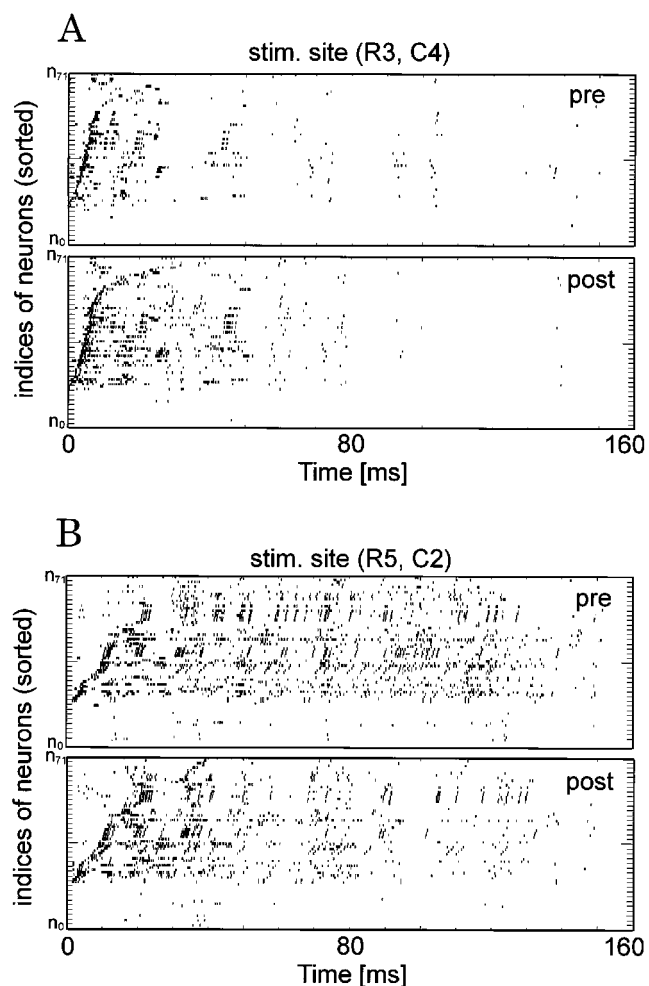 A
stim. site (R3, C4)
n71
pre
n0
n71
post
n0
indices of neurons (sorted)
0 80 160
Time [ms]
B
stim. site (R5, C2)
n71
pre
n0
n71
post
n0
indices of neurons (sorted)
0 80 160
Time [ms]